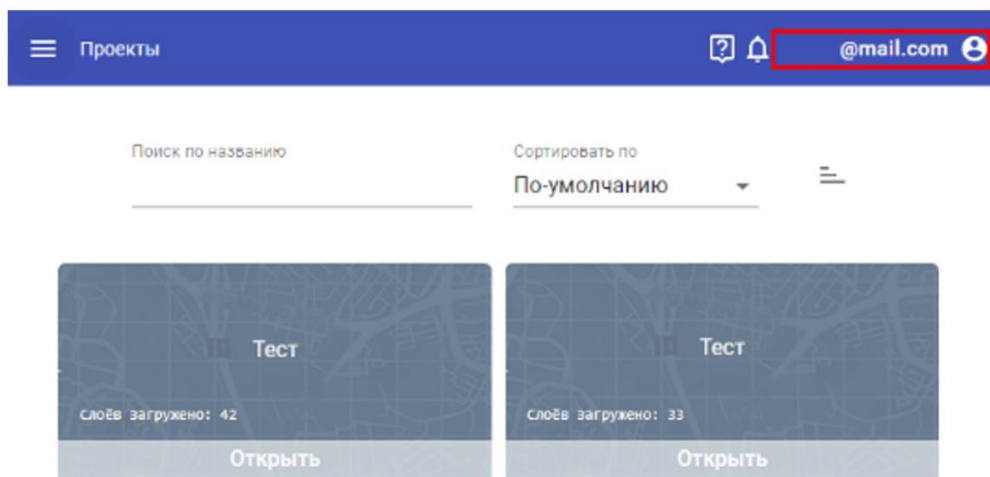 Проекты
@mail.com
Поиск по названию
Сортировать по
По-умолчанию
Тест
Слоёв загружено: 42
Открыть
Тест
Слоёв загружено: 33
Открыть